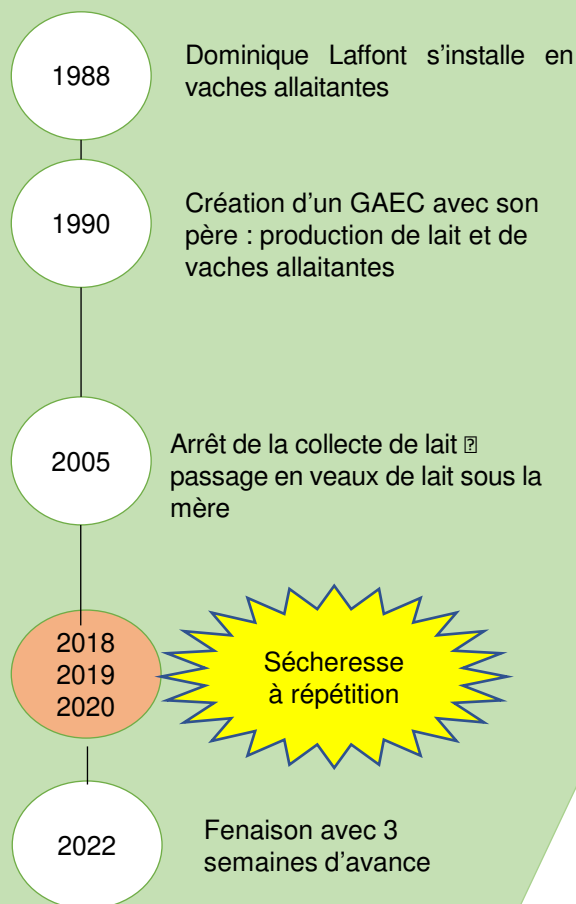 1988
Dominique Laffont s'installe en
vaches allaitantes
1990
Création d'un GAEC avec son
père : production de lait et de
vaches allaitantes
2005
Arrêt de la collecte de lait
passage en veaux de lait sous la
mère
2018
2019
2020
Sécheresse
à répétition
2022
Fenaison avec 3
semaines d'avance